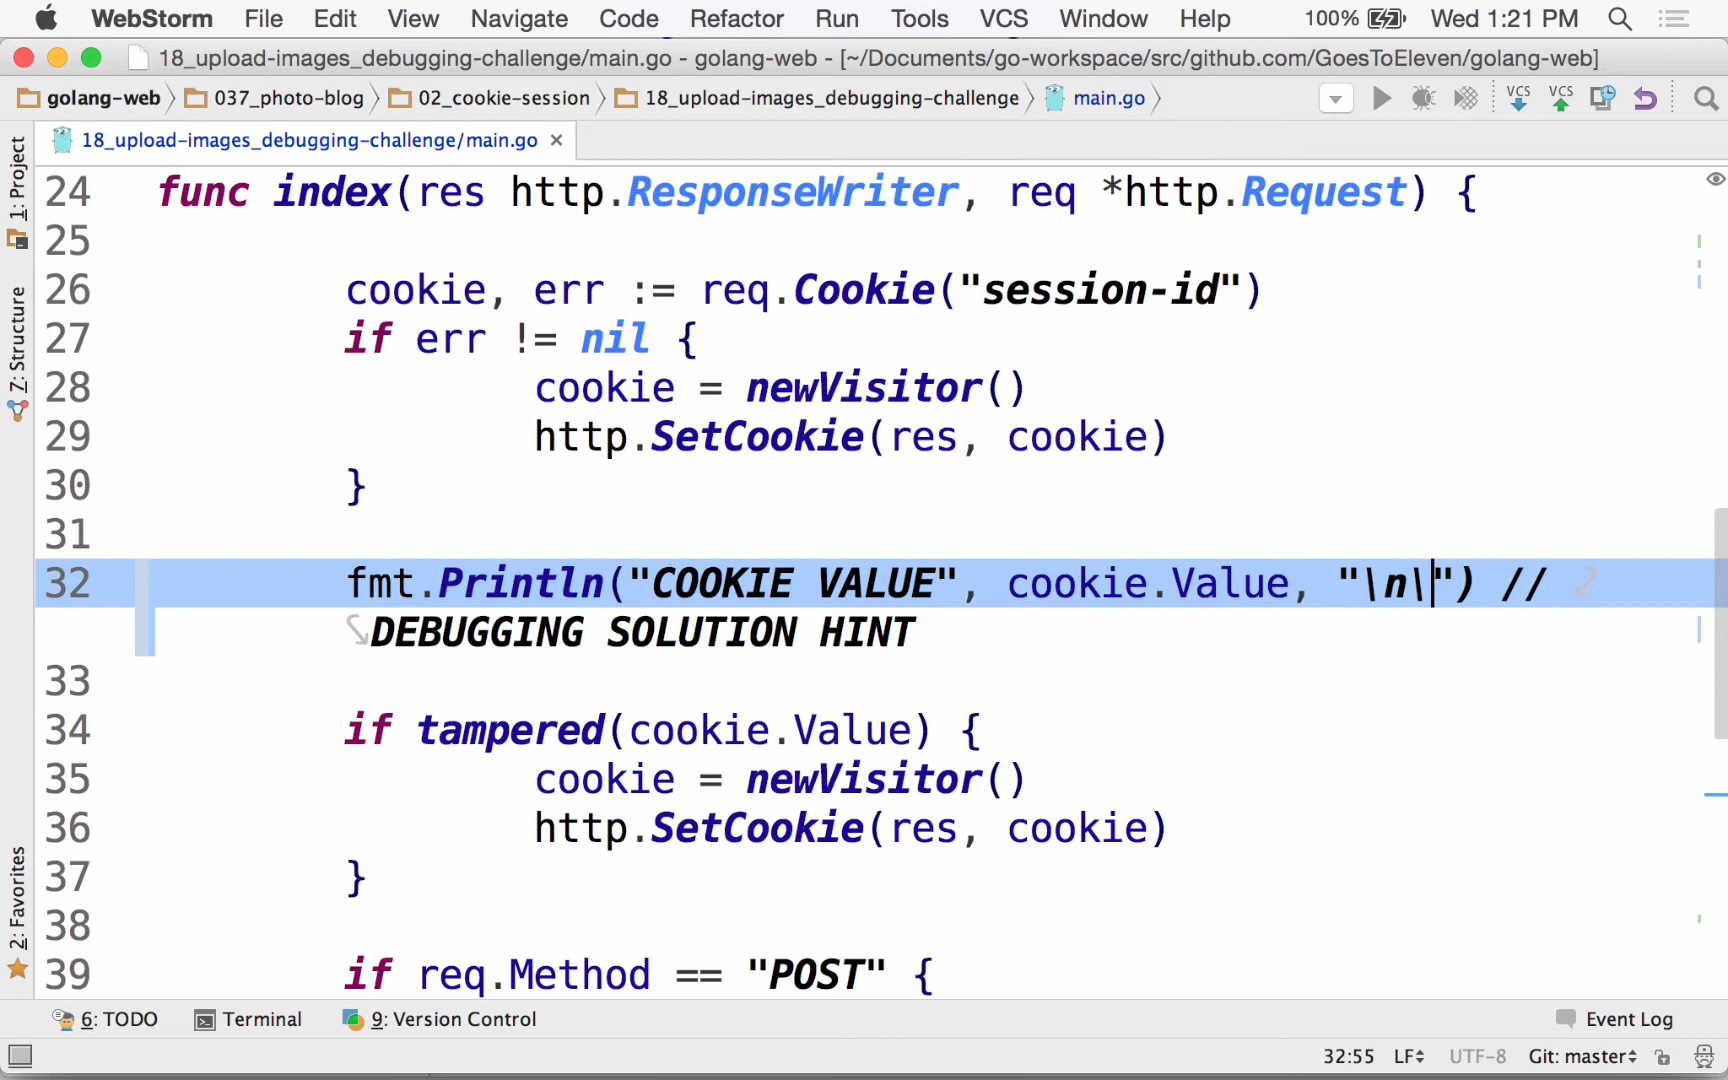 WebStorm File Edit View Navigate Code Refactor Run Tools VCS Window Help 100% Wed 1:21 PM
18_upload-images_debugging-challenge/main.go - golang-web - [~/Documents/go-workspace/src/github.com/GoesToEleven/golang-web]
golang-web 037_photo-blog 02_cookie-session 18_upload-images_debugging-challenge main.go VCS VCS
18_upload-images_debugging-challenge/main.go
1: Project
Z: Structure
2: Favorites
24 func index(res http.ResponseWriter, req *http.Request) {
25
26 cookie, err := req.Cookie("session-id")
27 if err != nil {
28 cookie = newVisitor()
29 http.SetCookie(res, cookie)
30 }
31
32 fmt.Println("COOKIE VALUE", cookie.Value, "\n\") //
DEBUGGING SOLUTION HINT
33
34 if tampered(cookie.Value) {
35 cookie = newVisitor()
36 http.SetCookie(res, cookie)
37 }
38
39 if req.Method == "POST" {
6: TODO Terminal 9: Version Control Event Log
32:55 LF UTF-8 Git: master